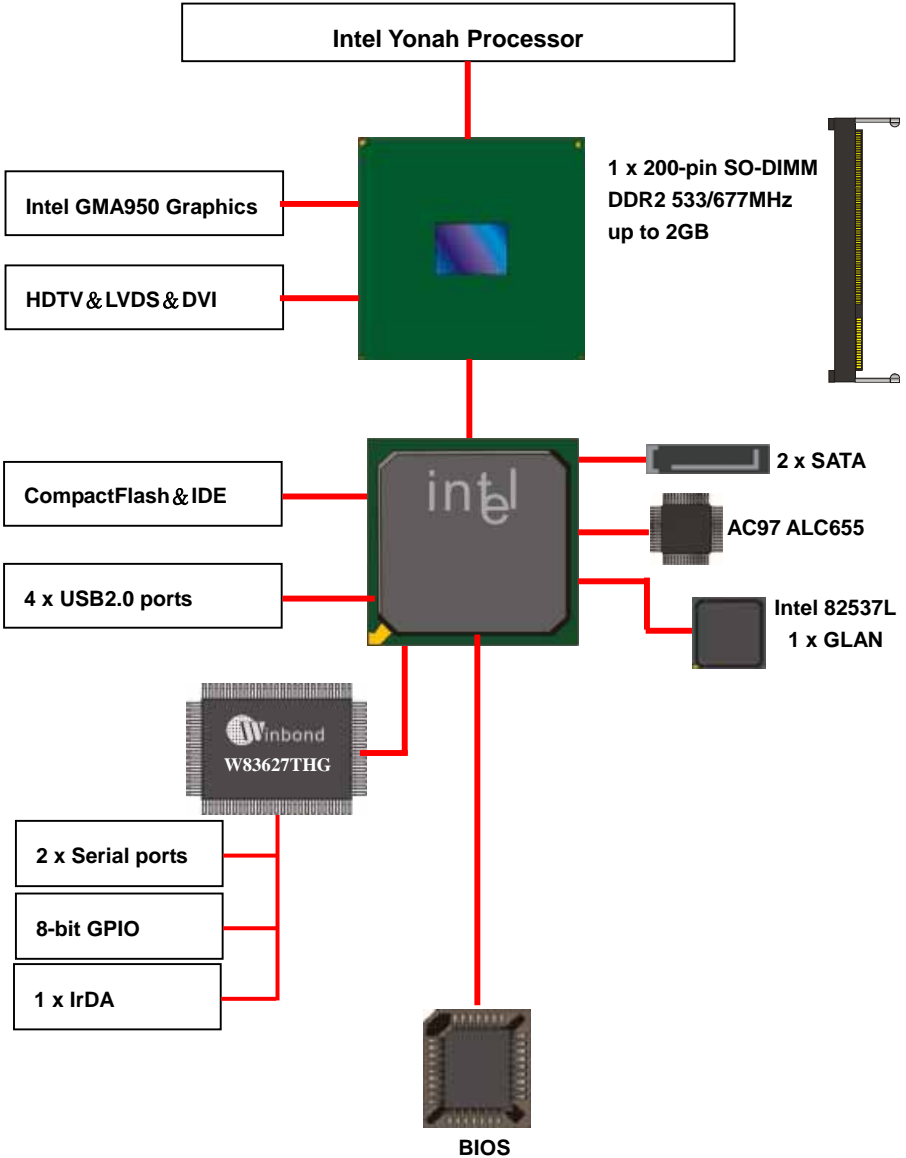 Intel Yonah Processor
1 x 200-pin SO-DIMM
DDR2 533/677MHz
up to 2GB
Intel GMA950 Graphics
HDTV&LVDS&DVI
intel
2 x SATA
CompactFlash&IDE
AC97 ALC655
4 x USB2.0 ports
Intel 82537L
1 x GLAN
Winbond
W83627THG
2 x Serial ports
8-bit GPIO
1 x IrDA
BIOS